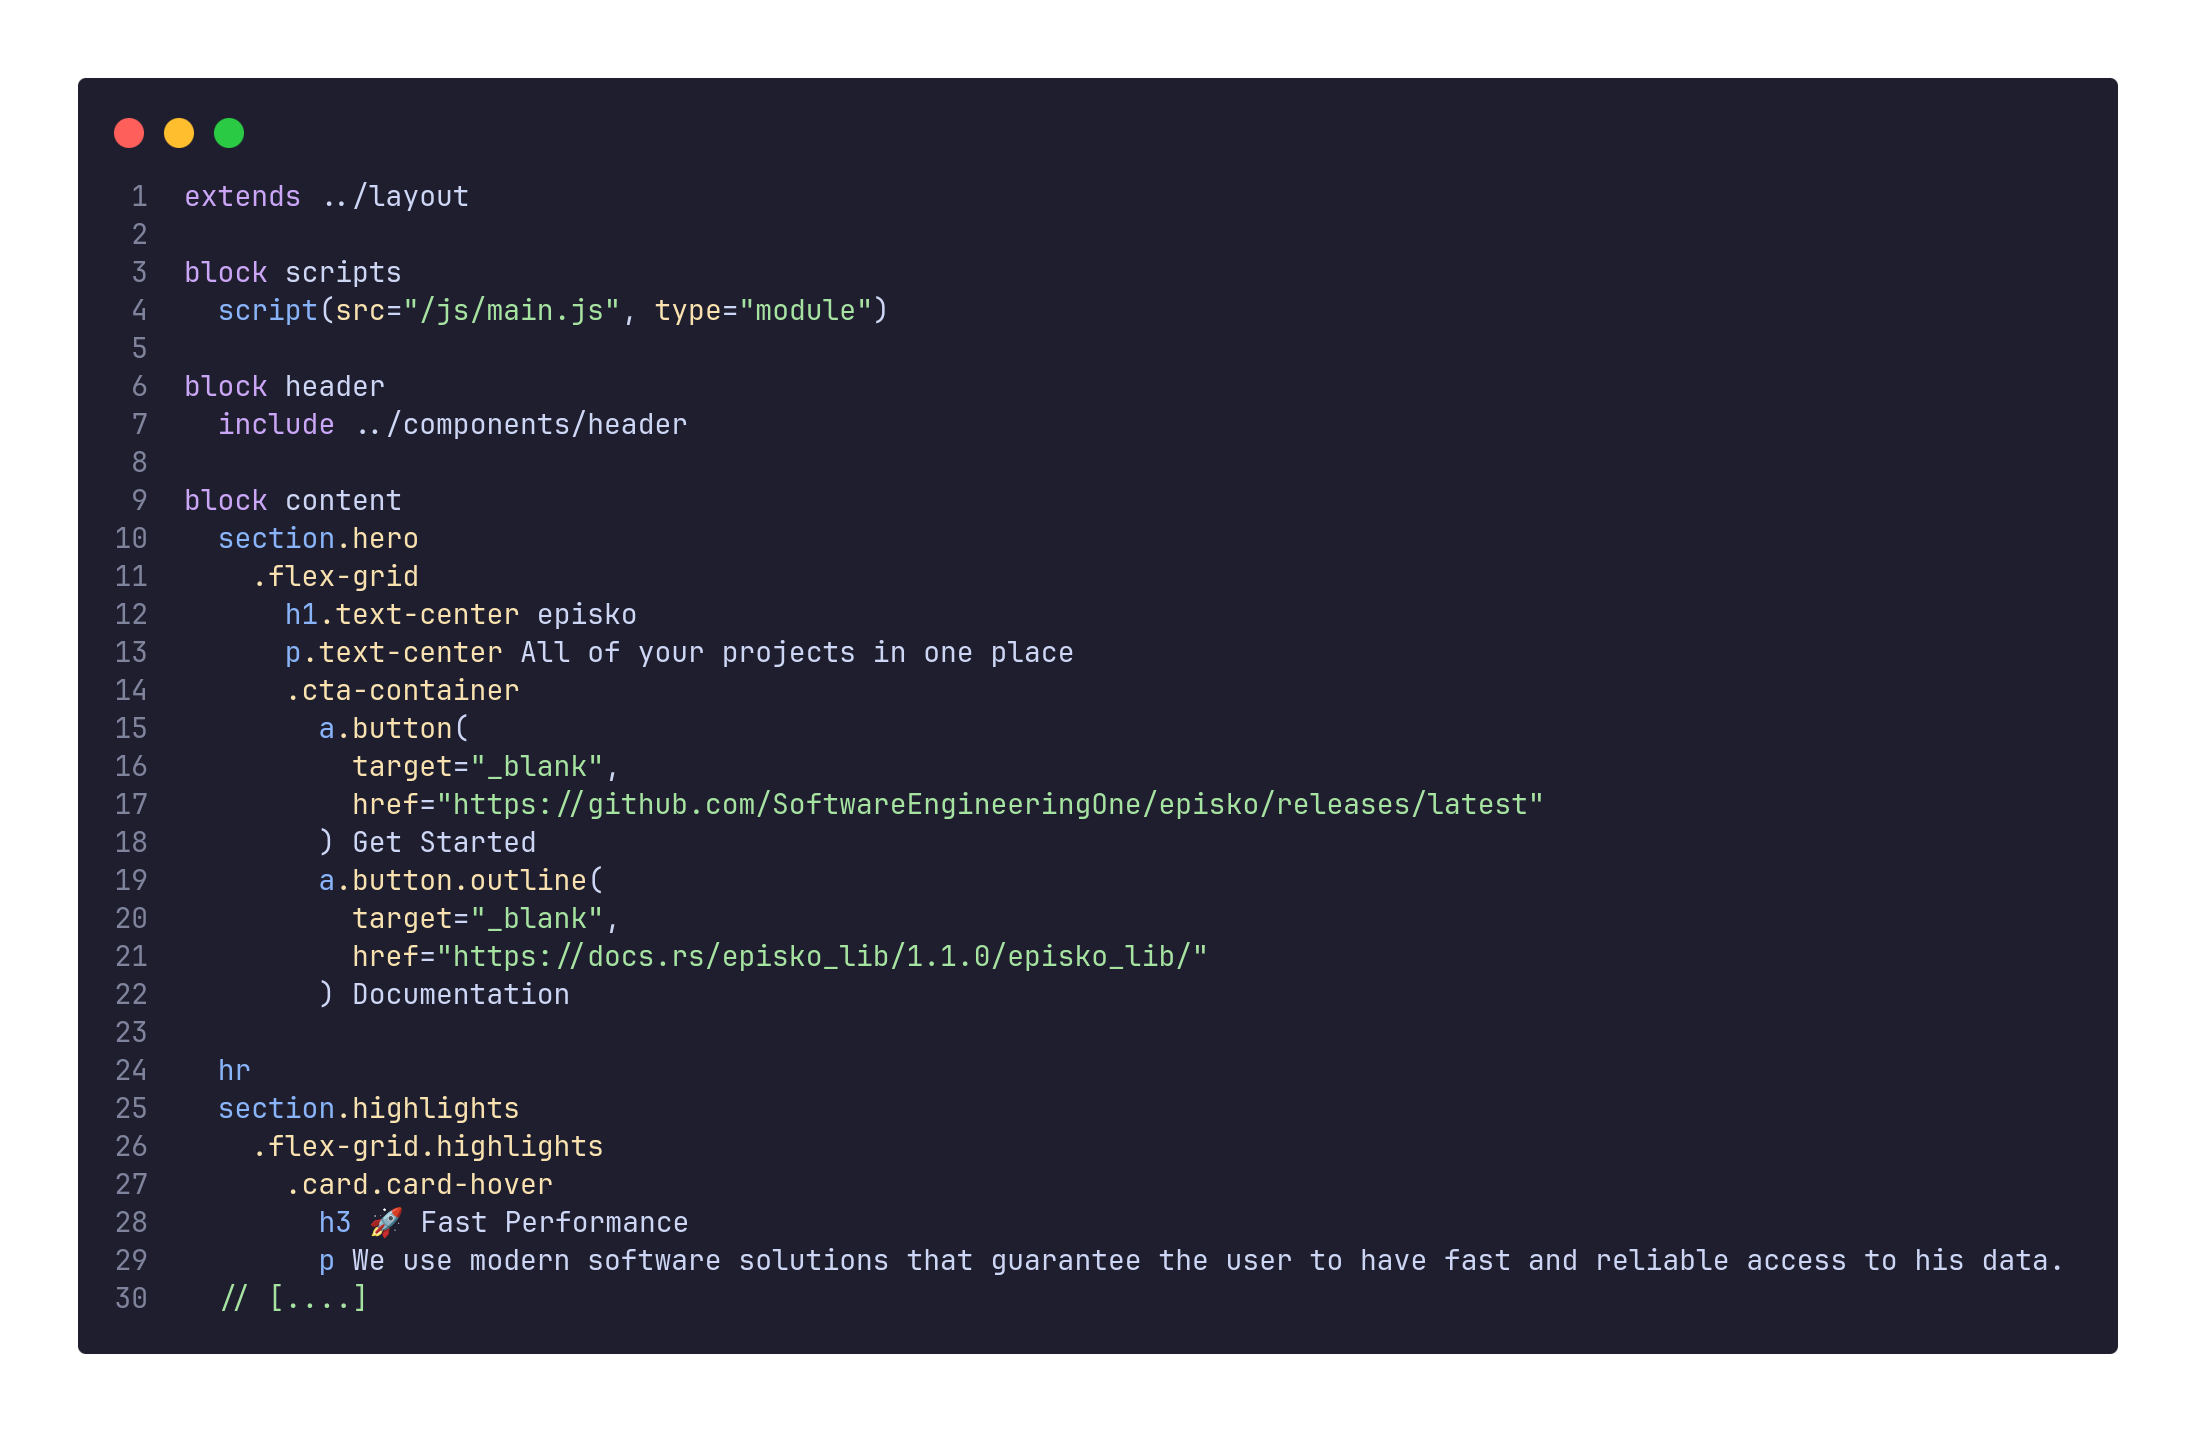 1 extends ../layout
2
3 block scripts
4   script(src="/js/main.js", type="module")
5
6 block header
7   include ../components/header
8
9 block content
10   section.hero
11     .flex-grid
12       h1.text-center episko
13       p.text-center All of your projects in one place
14       .cta-container
15         a.button(
16           target="_blank",
17           href="https://github.com/SoftwareEngineeringOne/episko/releases/latest"
18         ) Get Started
19         a.button.outline(
20           target="_blank",
21           href="https://docs.rs/episko_lib/1.1.0/episko_lib/"
22         ) Documentation
23
24   hr
25   section.highlights
26     .flex-grid.highlights
27       .card.card-hover
28         h3 🚀 Fast Performance
29         p We use modern software solutions that guarantee the user to have fast and reliable access to his data.
30   // [....]